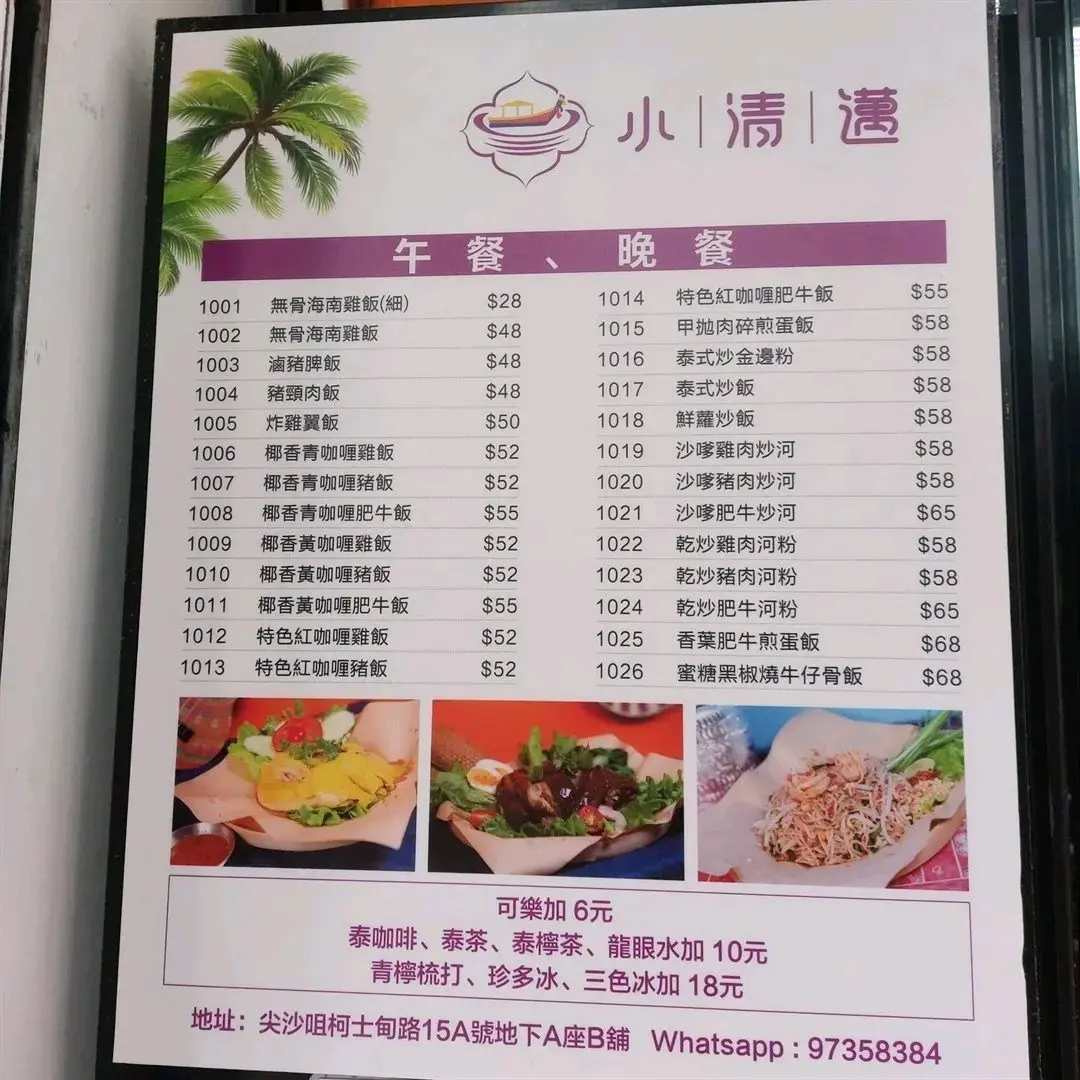 小清邁
午餐、晚餐
1001 無骨海南雞飯(細) $28
1002 無骨海南雞飯 $48
1003 滷豬脾飯 $48
1004 豬頸肉飯 $48
1005 炸雞翼飯 $50
1006 椰香青咖喱雞飯 $52
1007 椰香青咖喱豬飯 $52
1008 椰香青咖喱肥牛飯 $55
1009 椰香黃咖喱雞飯 $52
1010 椰香黃咖喱豬飯 $52
1011 椰香黃咖喱肥牛飯 $55
1012 特色紅咖喱雞飯 $52
1013 特色紅咖喱豬飯 $52
1014 特色紅咖喱肥牛飯 $55
1015 甲拋肉碎煎蛋飯 $58
1016 泰式炒金邊粉 $58
1017 泰式炒飯 $58
1018 鮮蘿炒飯 $58
1019 沙嗲雞肉炒河 $58
1020 沙嗲豬肉炒河 $58
1021 沙嗲肥牛炒河 $65
1022 乾炒雞肉河粉 $58
1023 乾炒豬肉河粉 $58
1024 乾炒肥牛河粉 $65
1025 香葉肥牛煎蛋飯 $68
1026 蜜糖黑椒燒牛仔骨飯 $68
可樂加 6元
泰咖啡、泰茶、泰檸茶、龍眼水加 10元
青檸梳打、珍多冰、三色冰加 18元
地址：尖沙咀柯士甸路15A號地下A座B舖 Whatsapp : 97358384